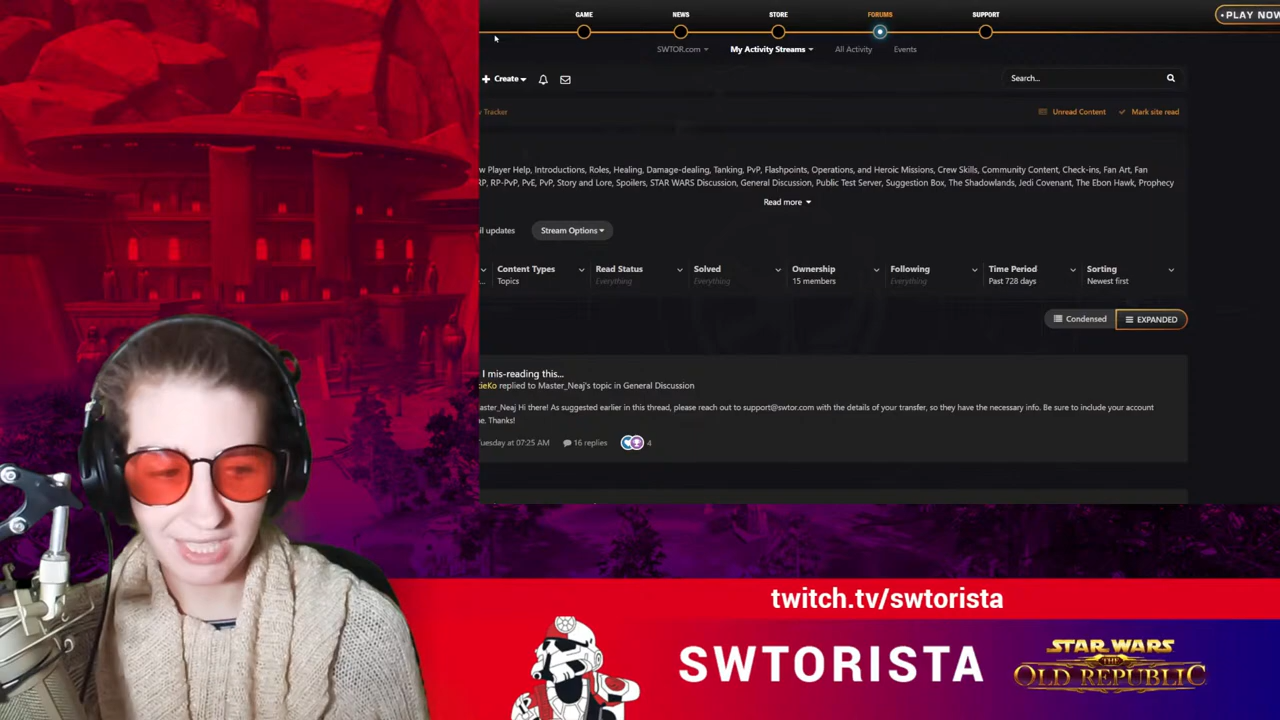 GAME NEWS STORE FORUMS SUPPORT
PLAY NOW
SWTOR.com My Activity Streams All Activity Events
+ Create Search...
Tracker Unread Content Mark site read
w Player Help, Introductions, Roles, Healing, Damage-dealing, Tanking, PvP, Flashpoints, Operations, and Heroic Missions, Crew Skills, Community Content, Check-ins, Fan Art, Fan
RP, RP-PvP, PvE, PvP, Story and Lore, Spoilers, STAR WARS Discussion, General Discussion, Public Test Server, Suggestion Box, The Shadowlands, Jedi Covenant, The Ebon Hawk, Prophecy
Read more
il updates Stream Options
Content Types Read Status Solved Ownership Following Time Period Sorting
Topics Everything Everything 15 members Everything Past 728 days Newest first
Condensed EXPANDED
I mis-reading this...
kieKo replied to Master_Neaj's topic in General Discussion
aster_Neaj Hi there! As suggested earlier in this thread, please reach out to support@swtor.com with the details of your transfer, so they have the necessary info. Be sure to include your account
e. Thanks!
Tuesday at 07:25 AM 16 replies 4
twitch.tv/swtorista
SWTORISTA
STAR WARS
THE
OLD REPUBLIC